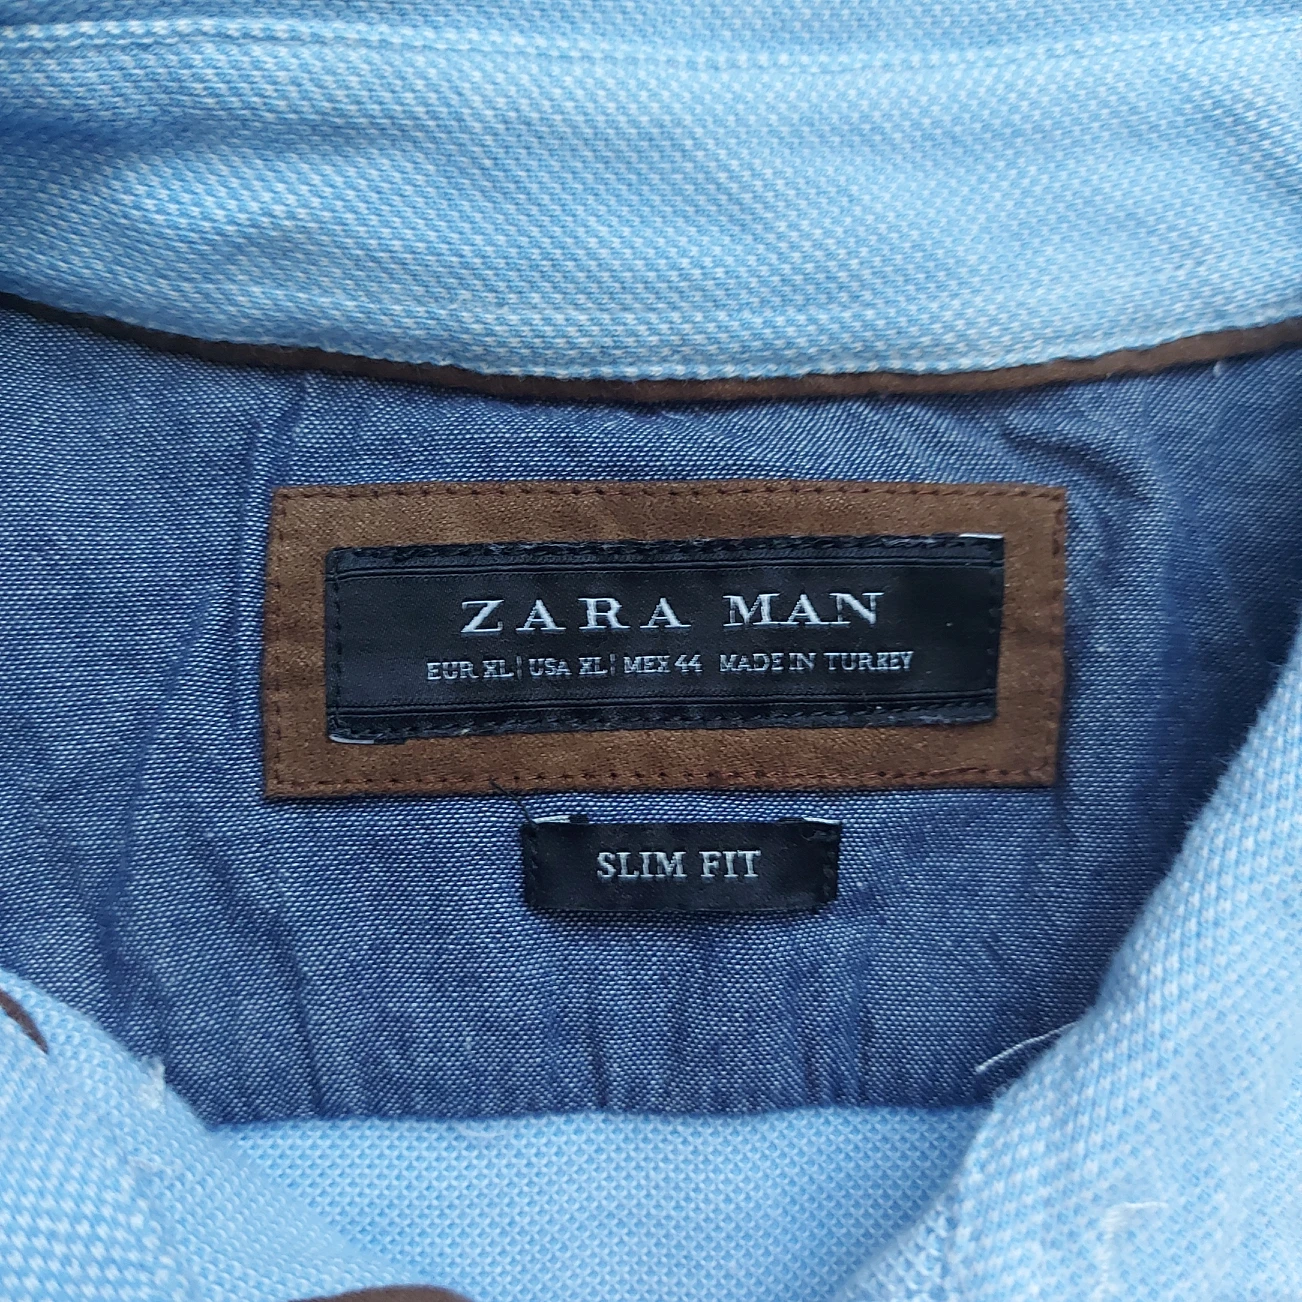 ZARA MAN
EUR XL | USA XL | MEX 44 MADE IN TURKEY
SLIM FIT